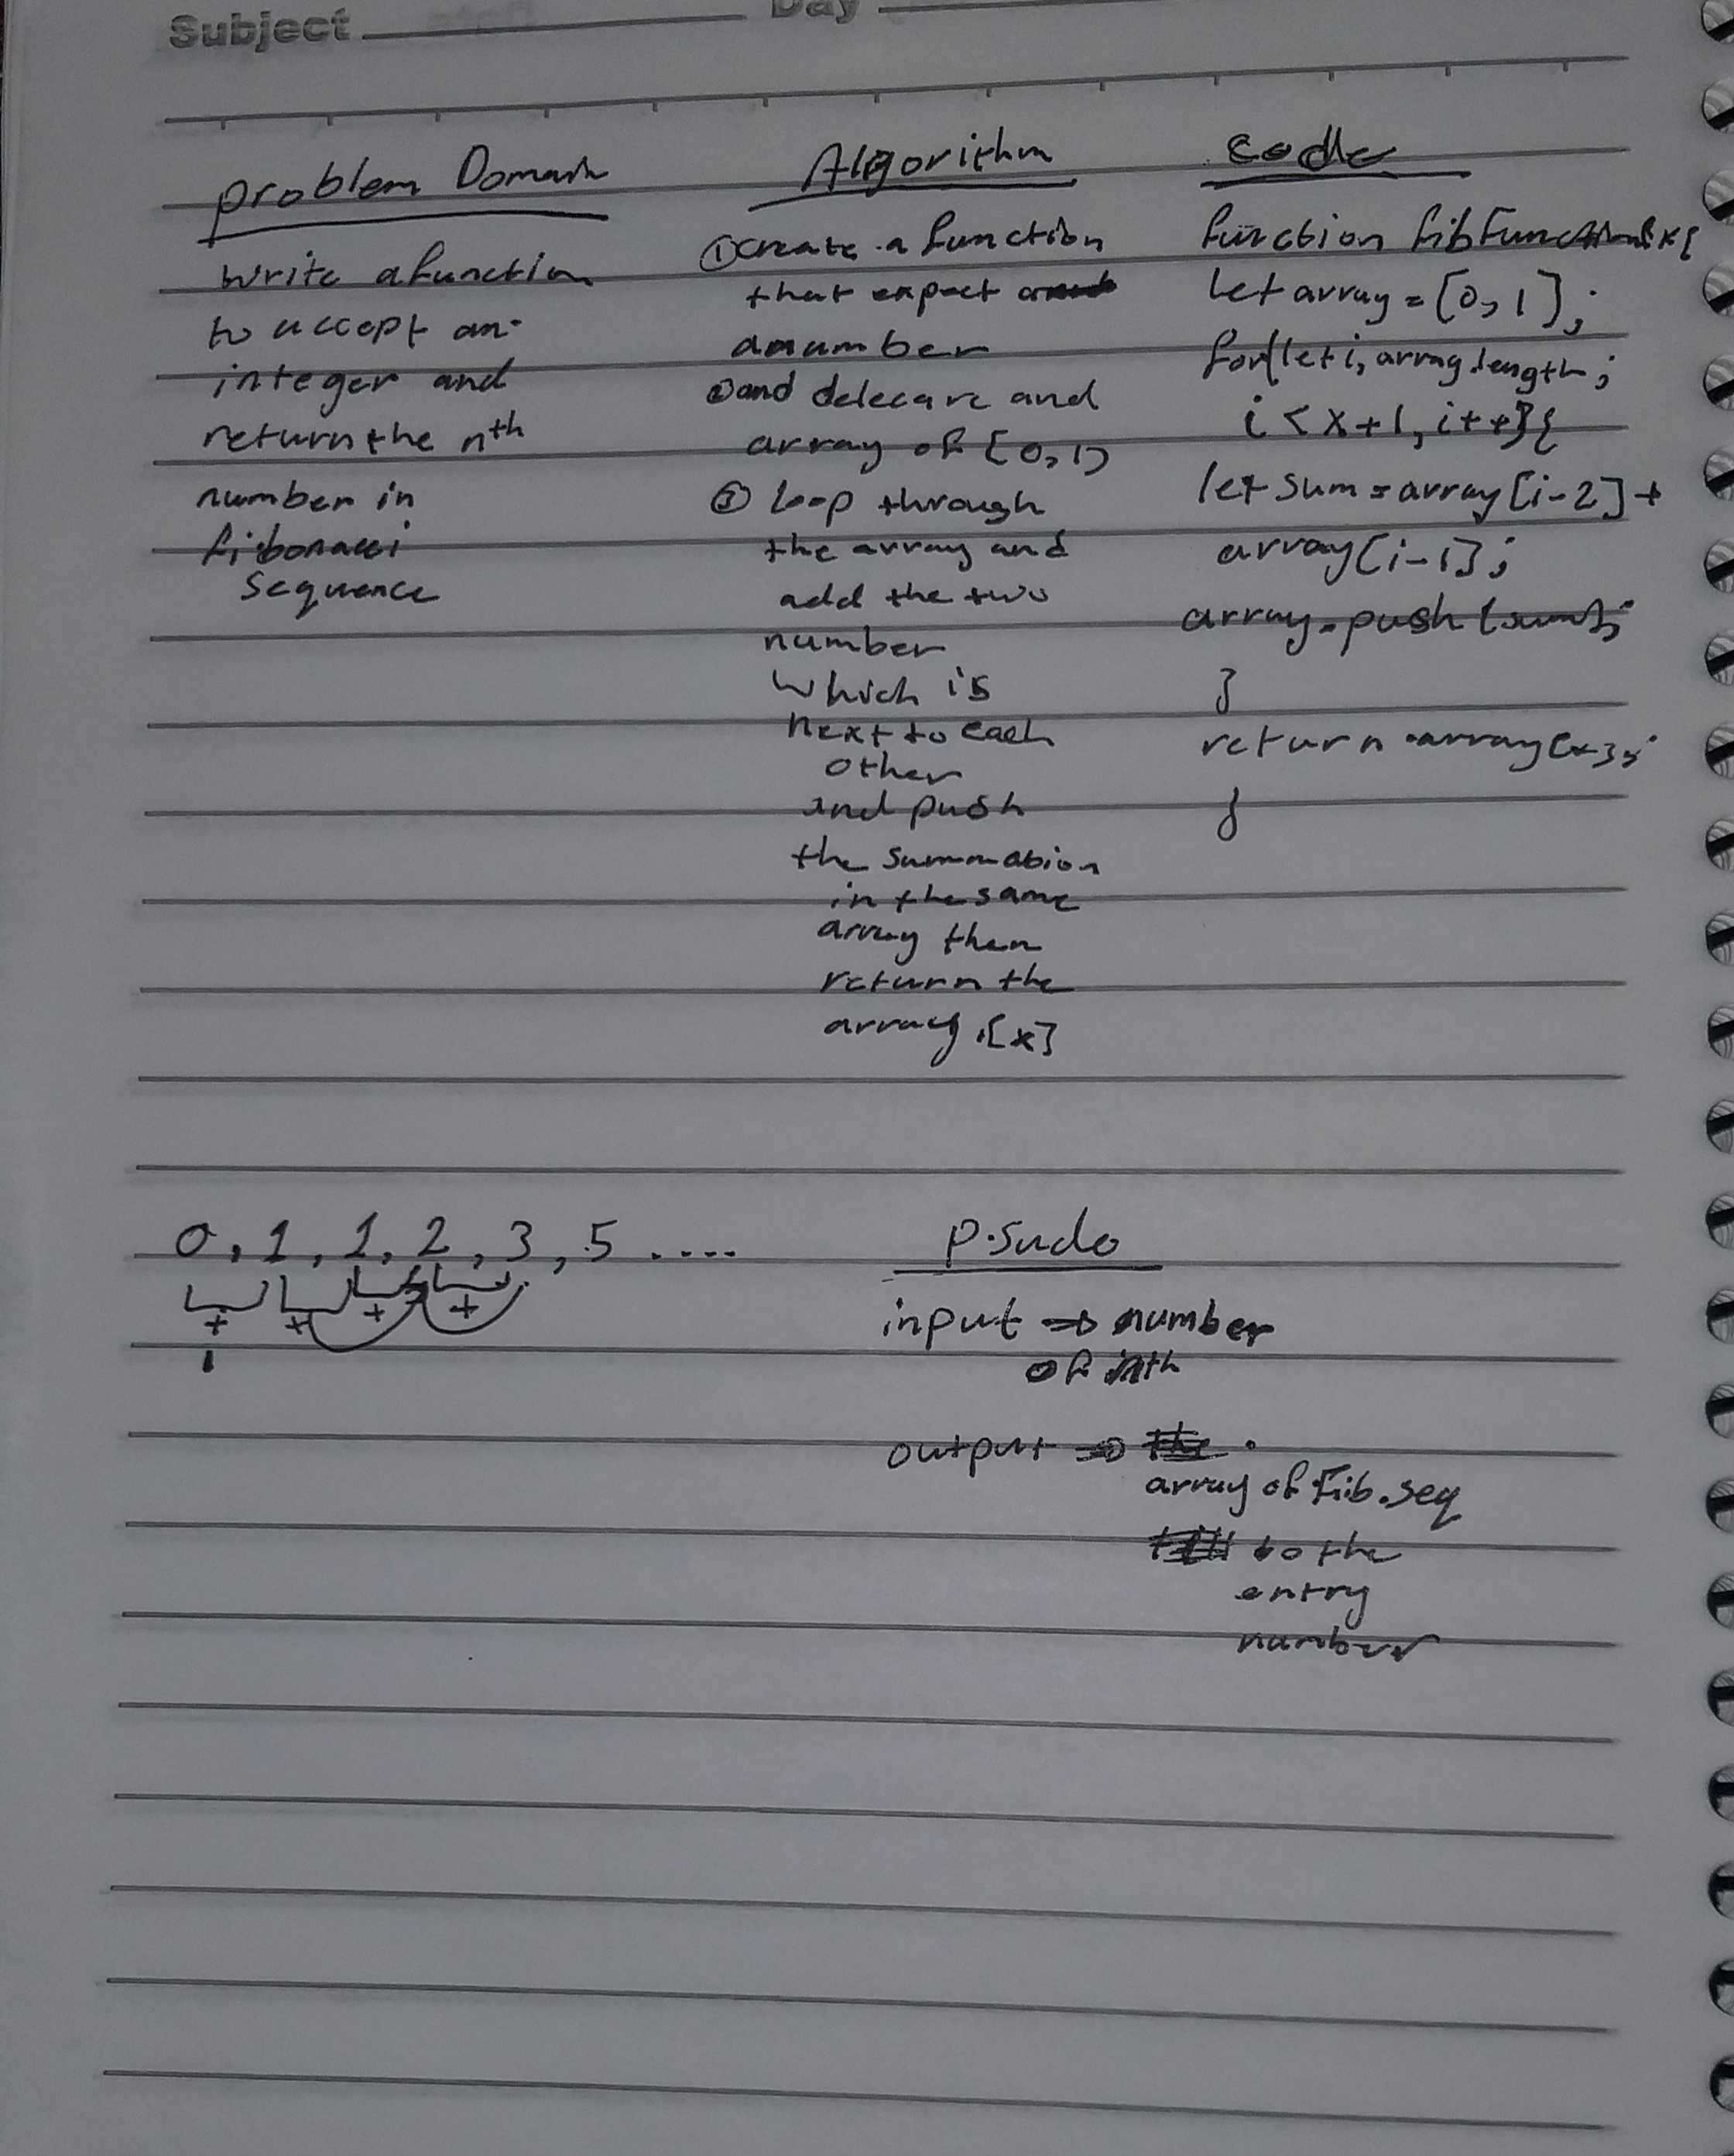 Subject
Day
problem Domain
write a function
to accept an
integer and
return the nth
number in
fibonacci
sequence
Algorithm
① create a function
that expect
a number
② and delecare and
array of [0,1]
③ loop through
the array and
add the two
number
which is
next to each
other
and push
the summation
in the same
array then
return the
array.[x]
code
function fibFunction x{
let array = [0,1];
for(let i, array.length;
i < x+1, i++){
let sum = array[i-2] +
array[i-1];
array.push(sum);
}
return array[x];
}
0, 1, 1, 2, 3, 5 ....
+ + + +
1
P.sudo
input ⇒ number
of nth
output ⇒
array of Fib.seq
to the
entry
number